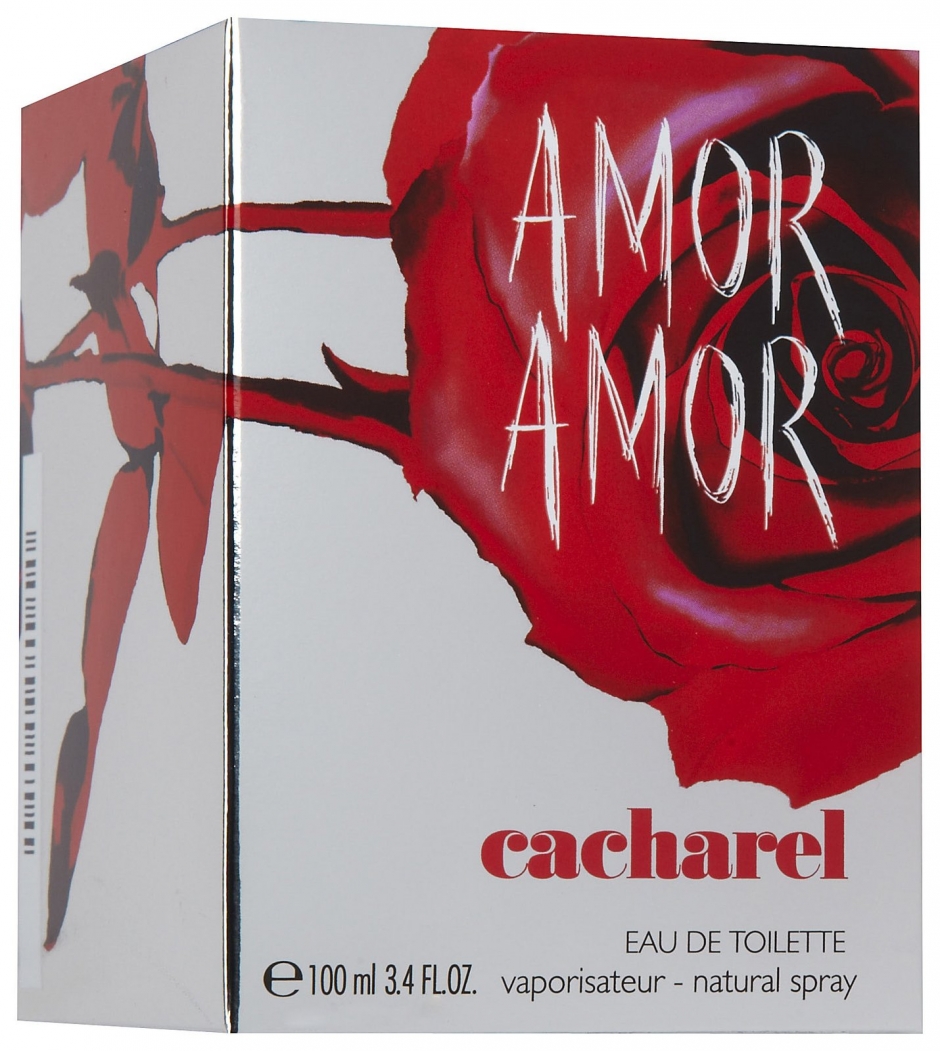 AMOR
AMOR
cacharel
EAU DE TOILETTE
℮ 100 ml 3.4 FL.OZ. vaporisateur - natural spray